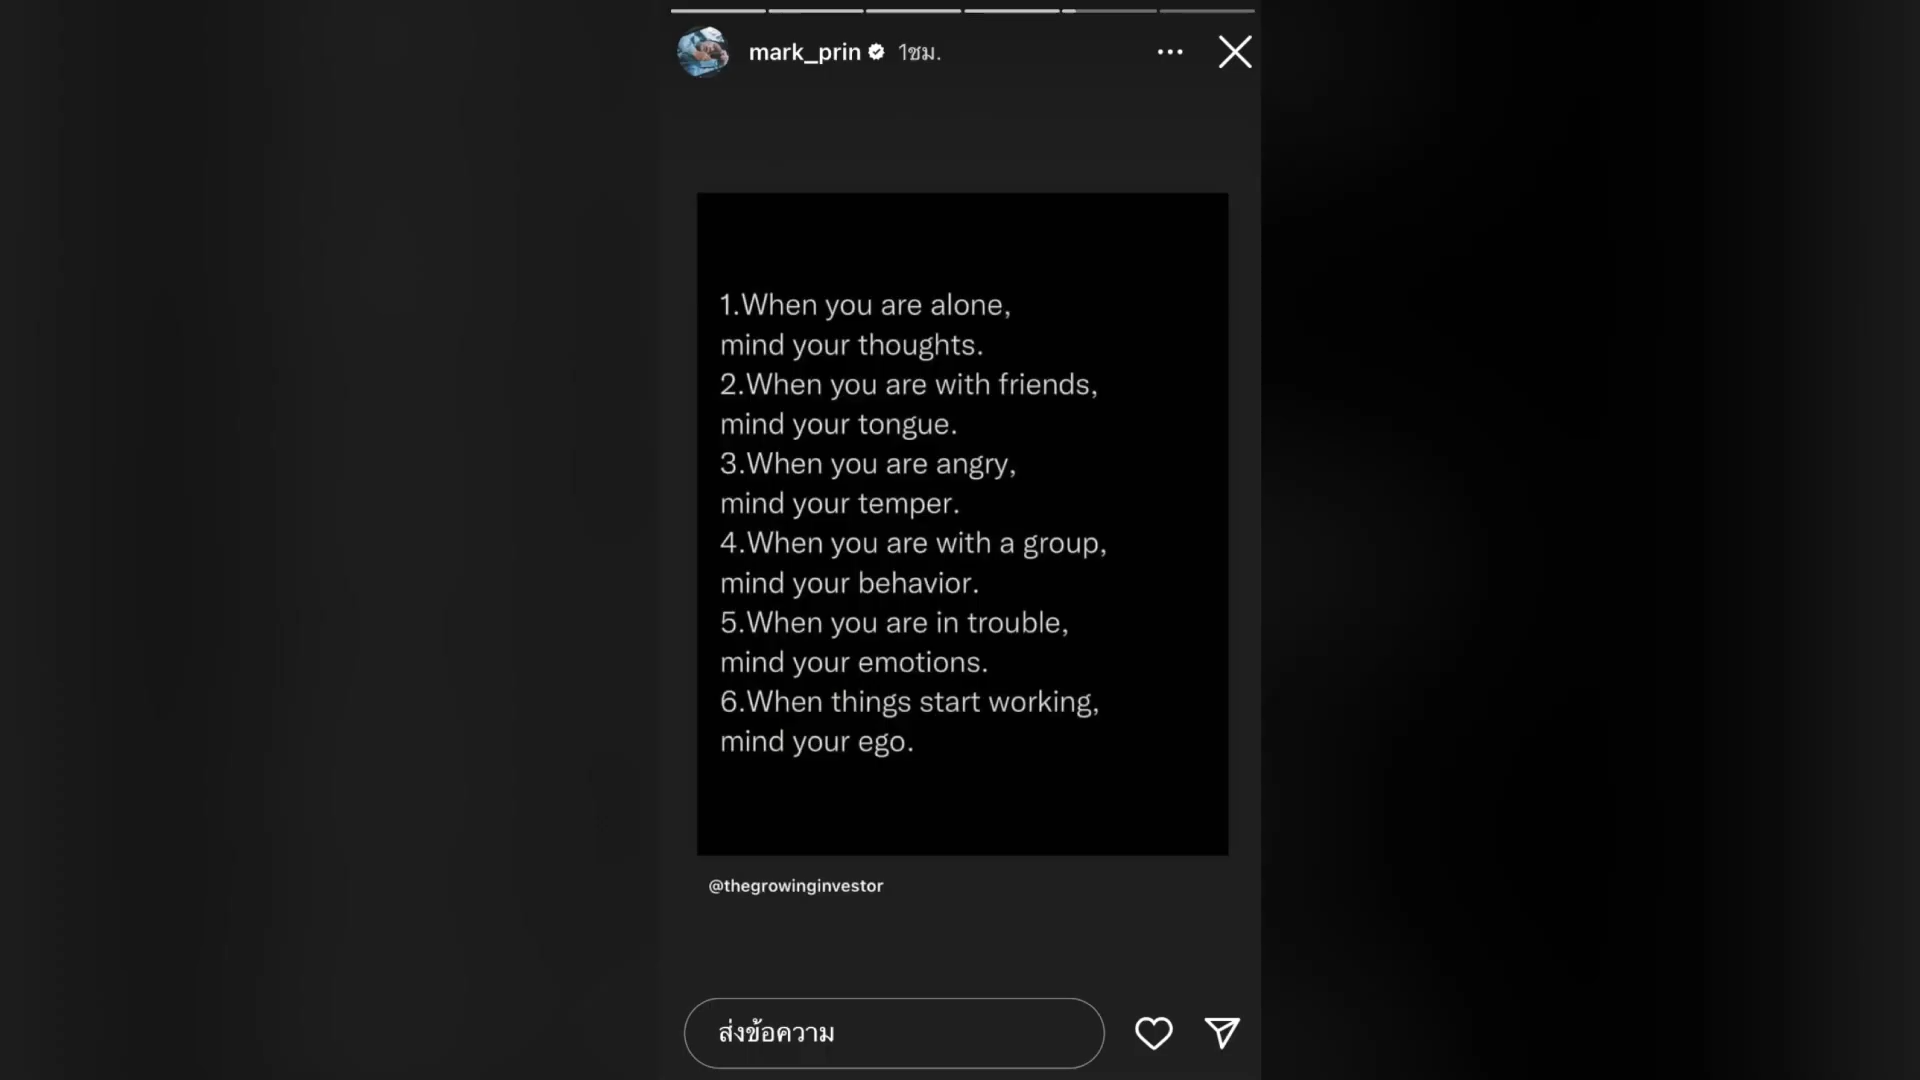 mark_prin 1ชม.
1.When you are alone,
mind your thoughts.
2.When you are with friends,
mind your tongue.
3.When you are angry,
mind your temper.
4.When you are with a group,
mind your behavior.
5.When you are in trouble,
mind your emotions.
6.When things start working,
mind your ego.
@thegrowinginvestor
ส่งข้อความ